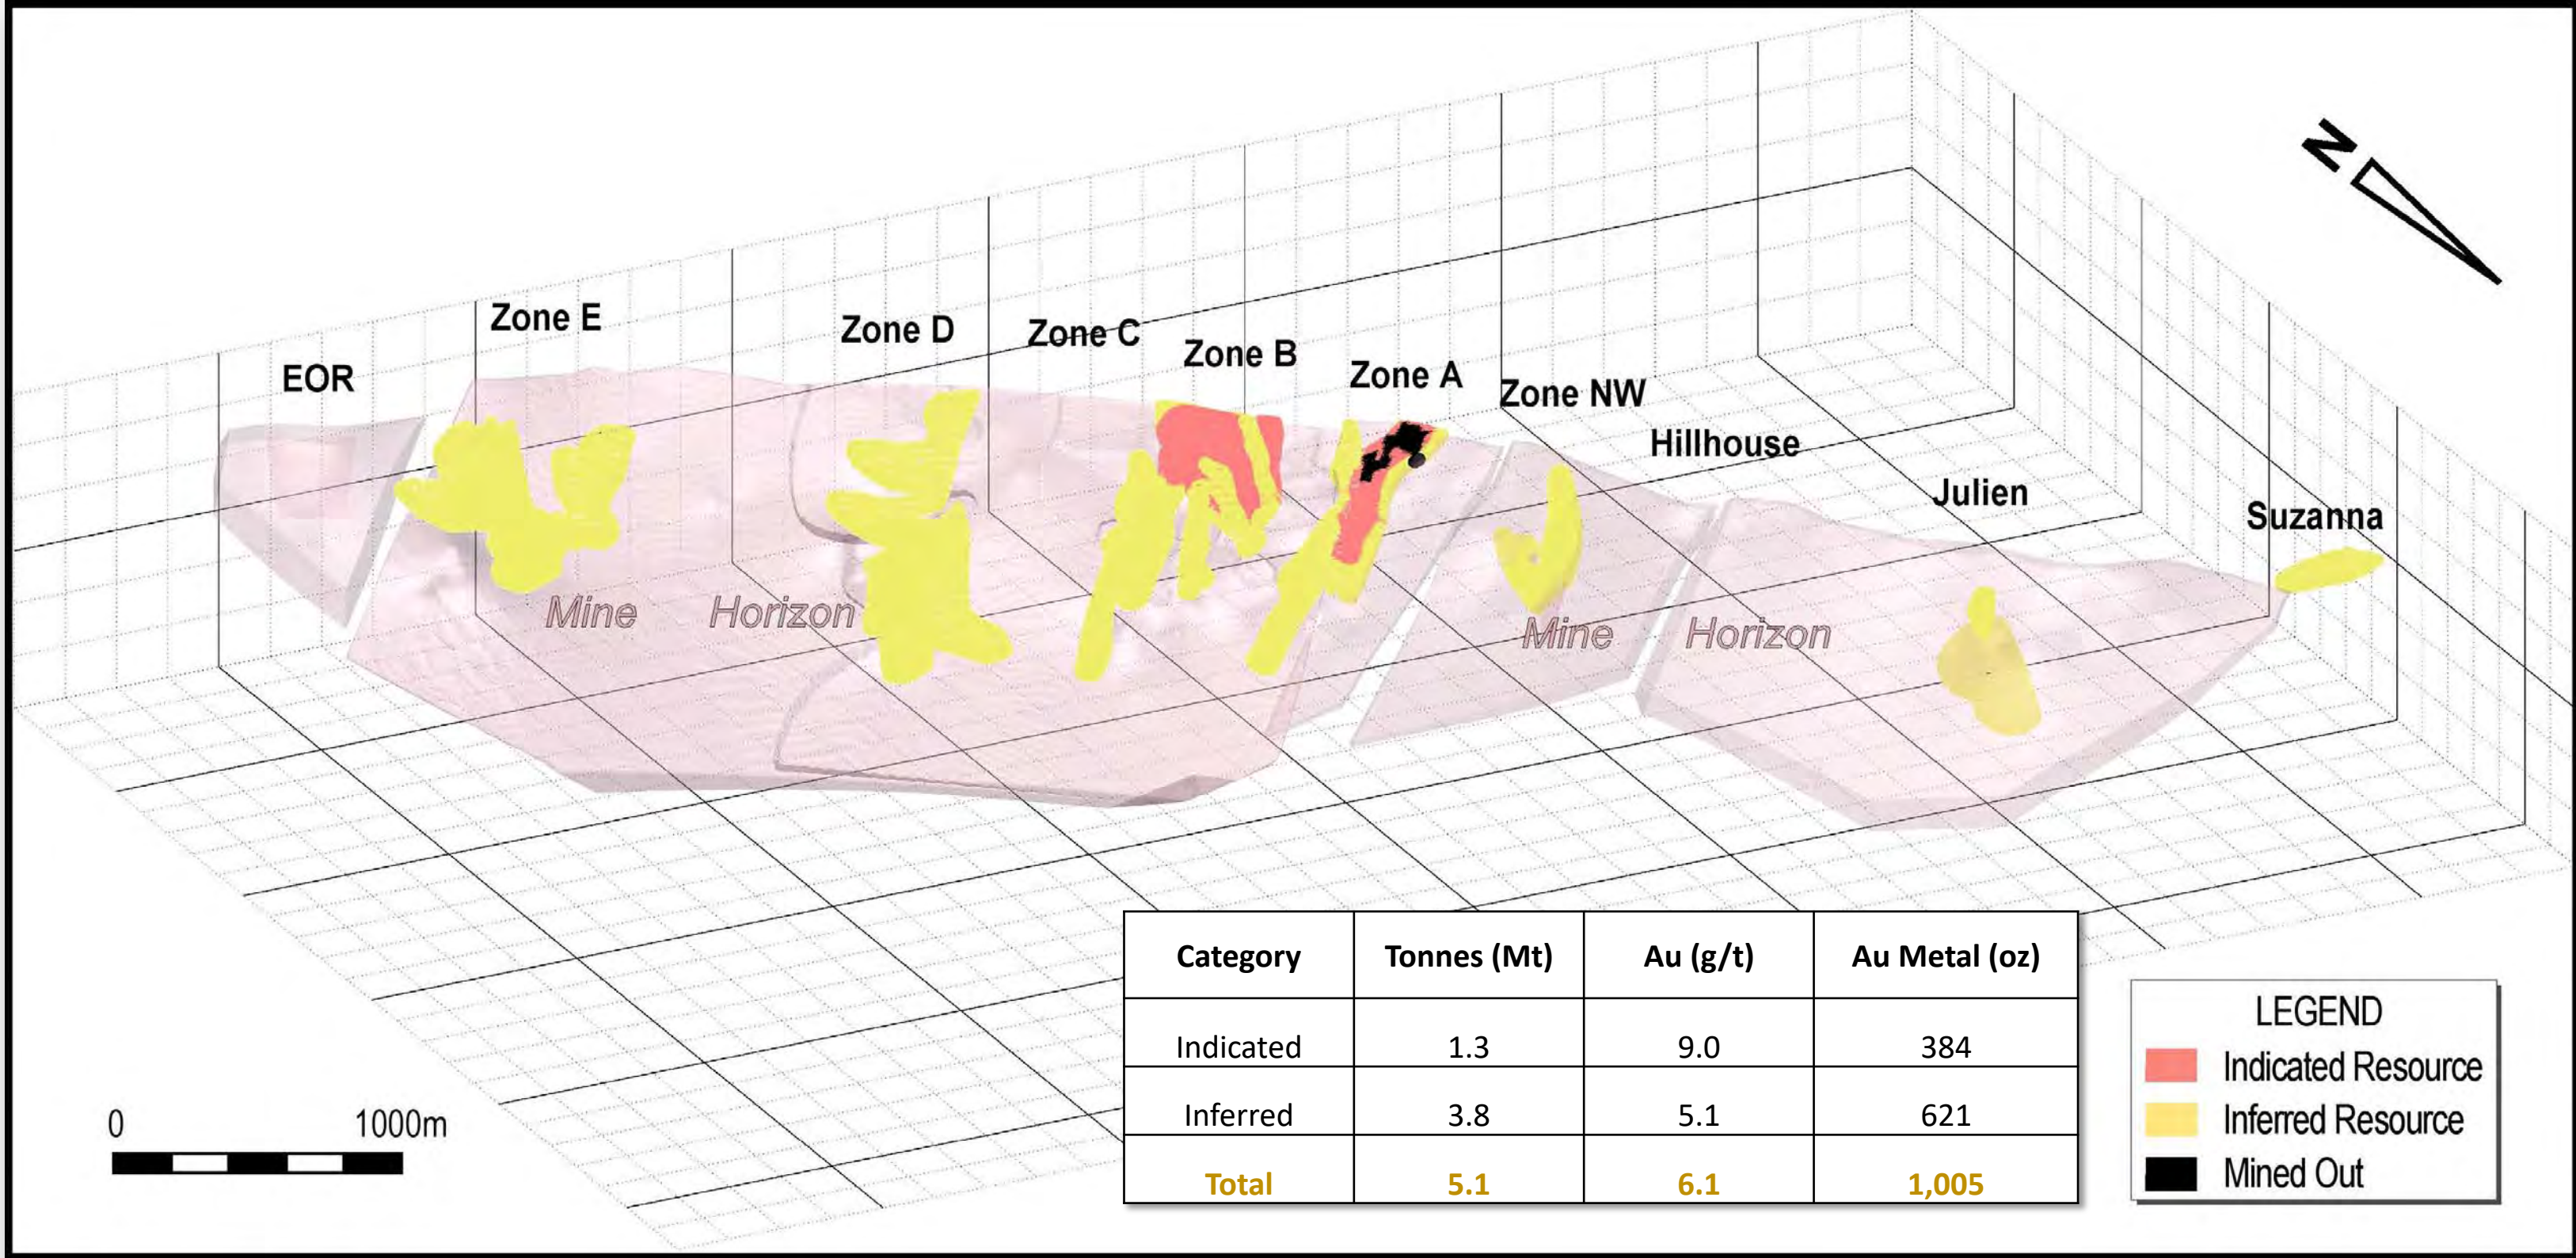 Zone E
Zone D
Zone C
Zone B
EOR
Zone A
Zone NW
Hillhouse
Julien
Suzanna
N
Mine Horizon
Mine Horizon
Category Tonnes (Mt) Au (g/t) Au Metal (oz)
Indicated 1.3 9.0 384
Inferred 3.8 5.1 621
Total 5.1 6.1 1,005
LEGEND
Indicated Resource
Inferred Resource
Mined Out
0 1000m